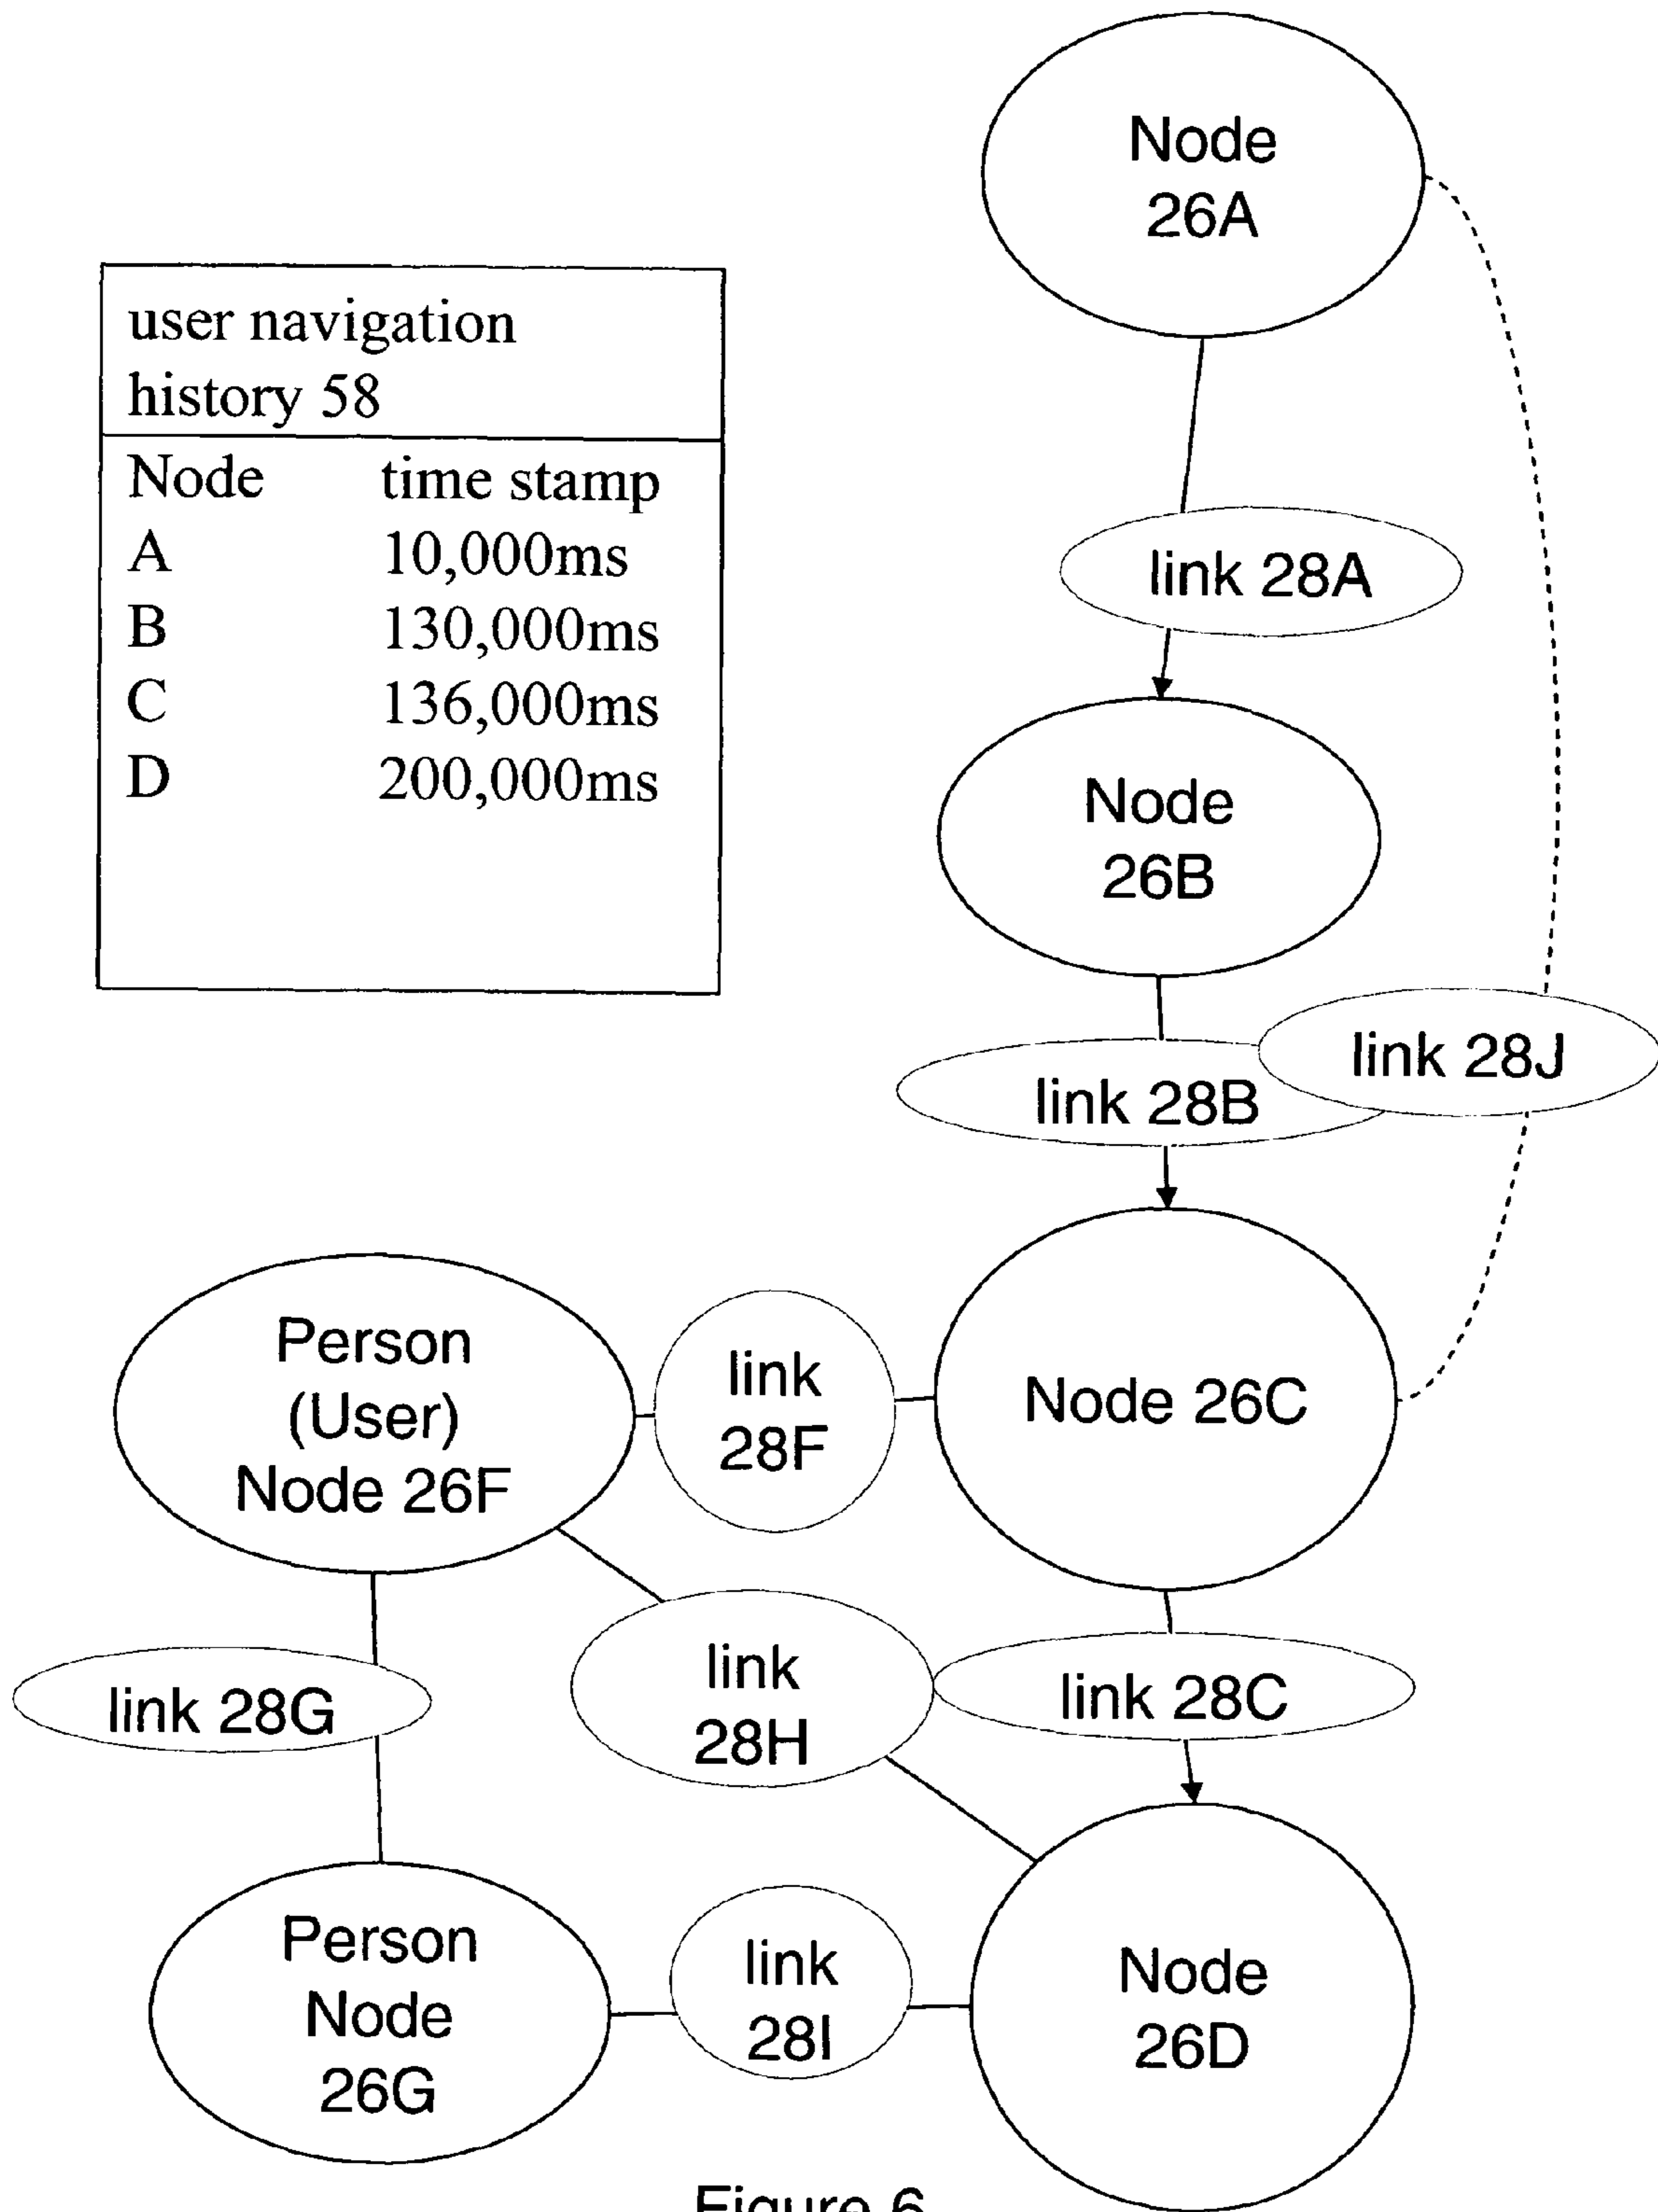 Node
26A
user navigation
history 58
Node time stamp
A 10,000ms
B 130,000ms
C 136,000ms
D 200,000ms
link 28A
Node
26B
link 28J
link 28B
Person
(User)
Node 26F
link
28F
Node 26C
link 28G
link
28H
link 28C
Person
Node
26G
link
28I
Node
26D
Figure 6